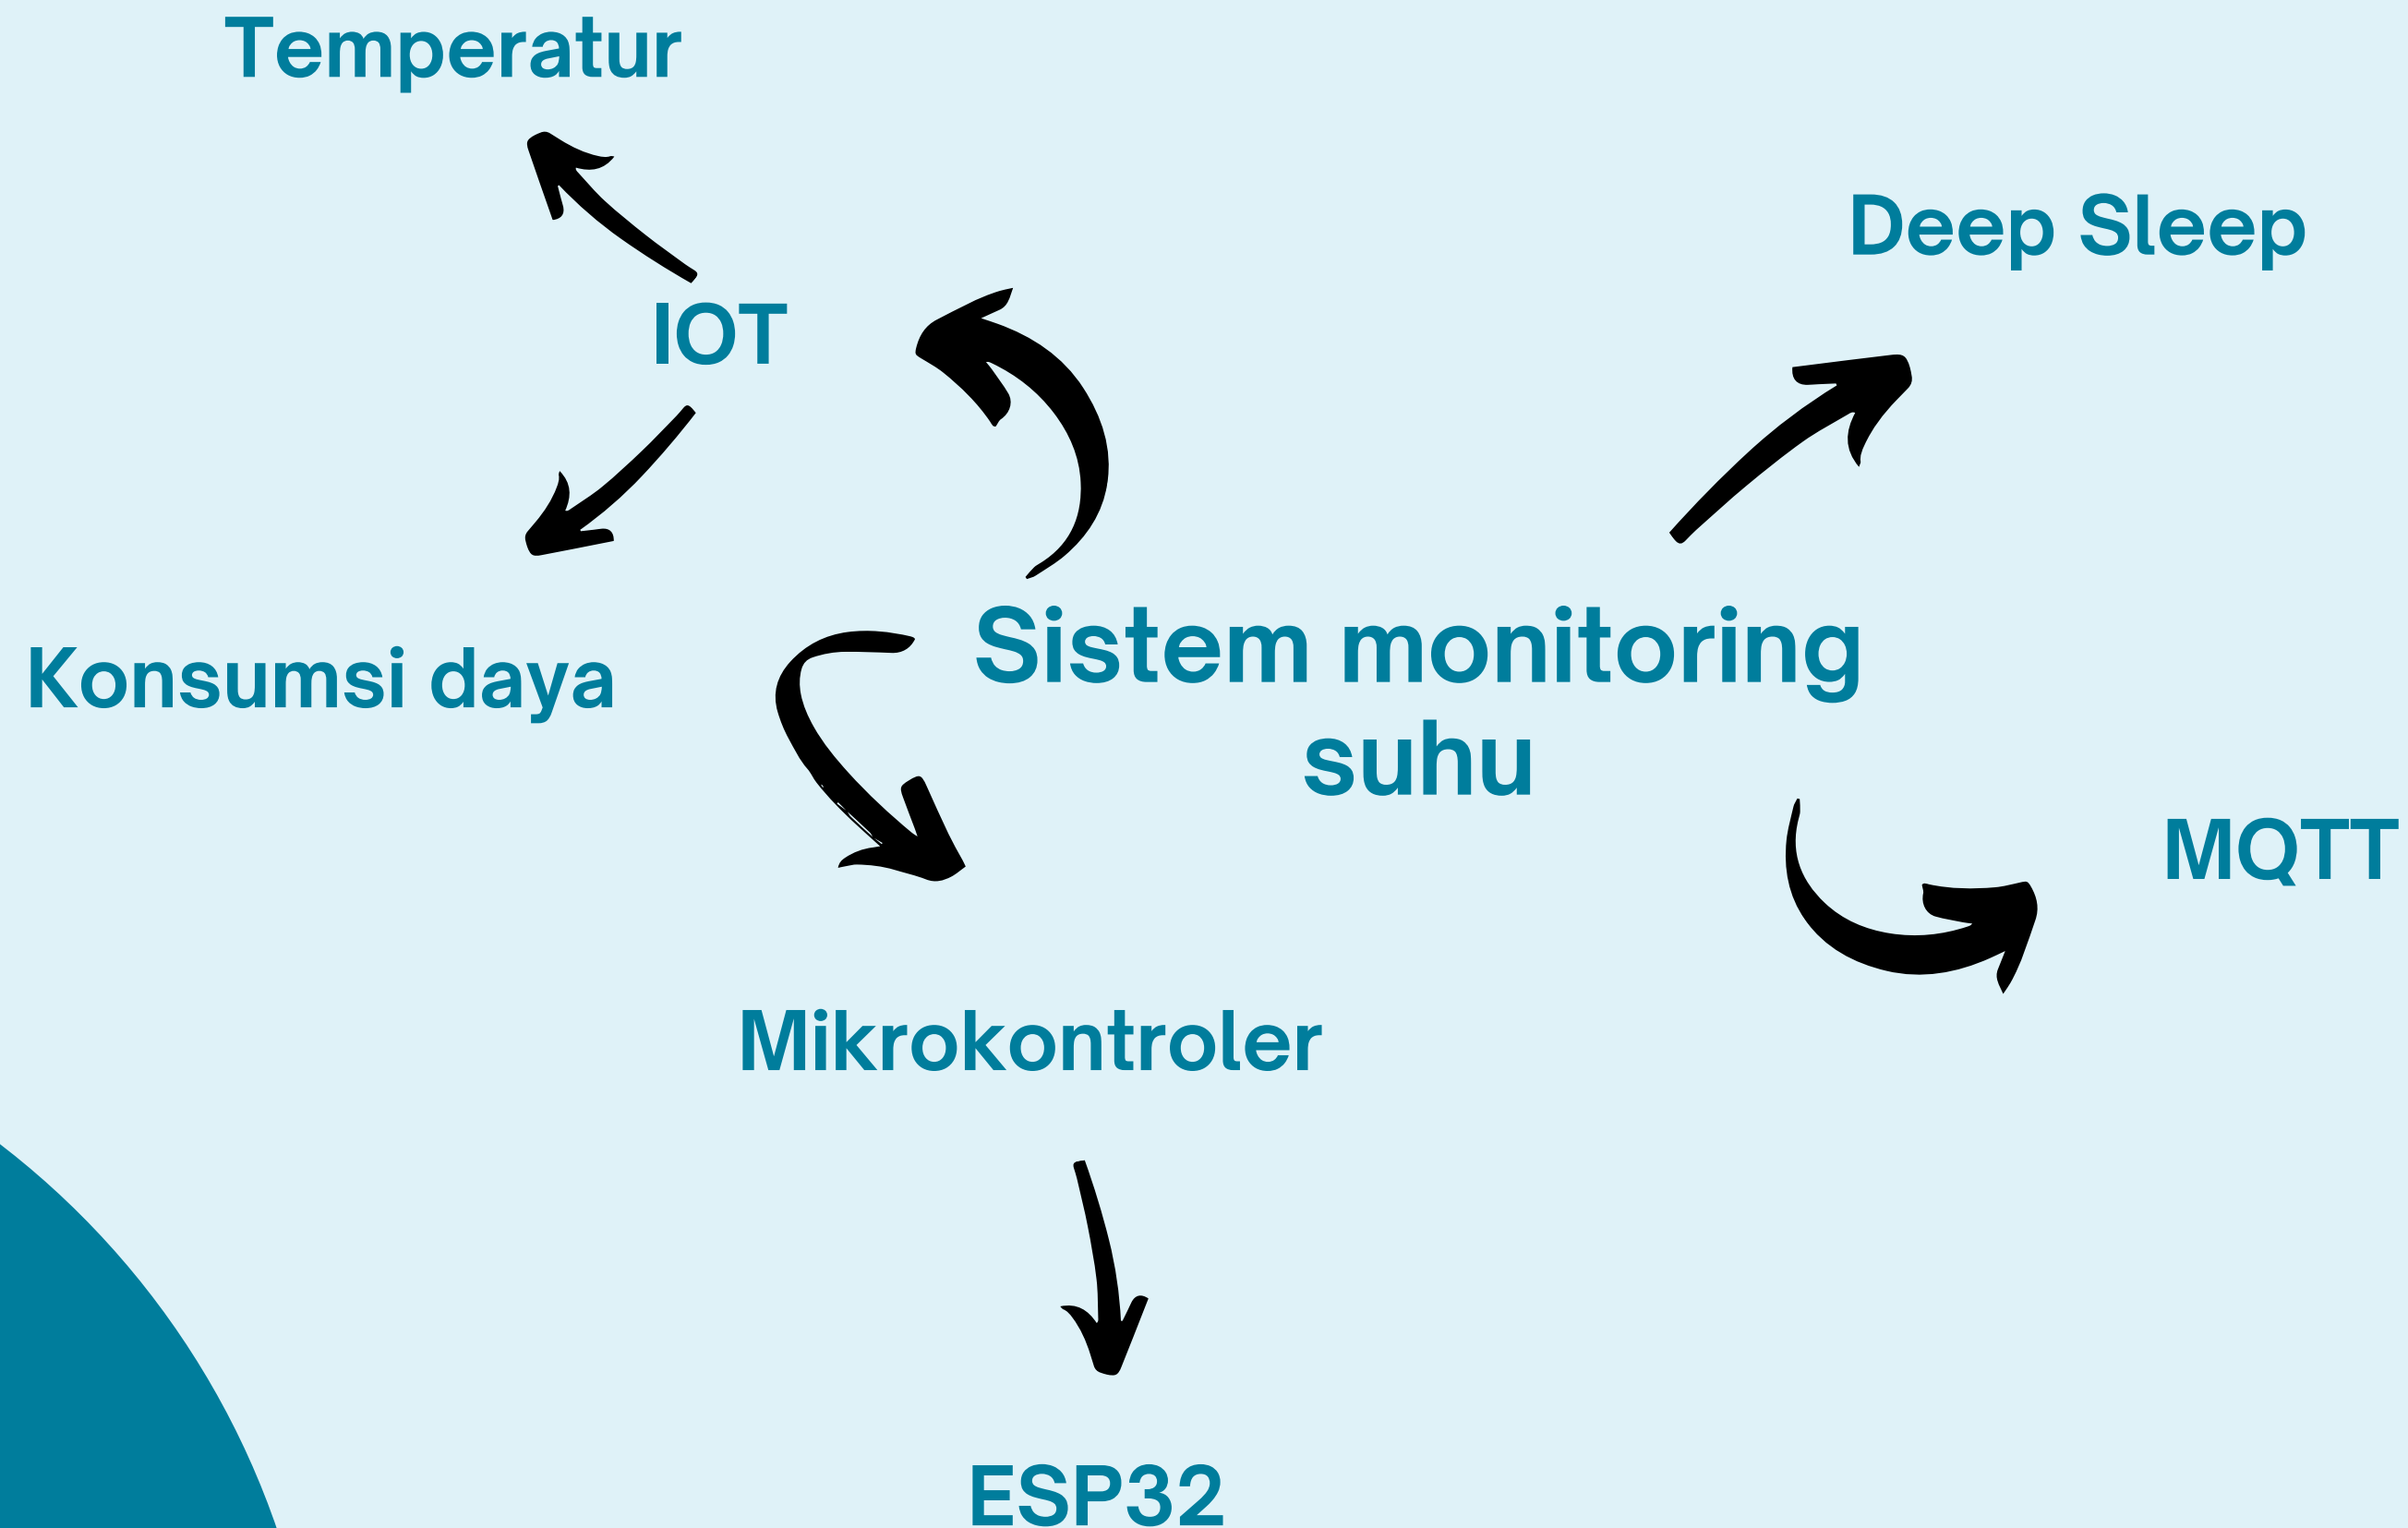 Temperatur
Deep Sleep
IOT
Sistem monitoring
suhu
Konsumsi daya
MQTT
Mikrokontroler
ESP32